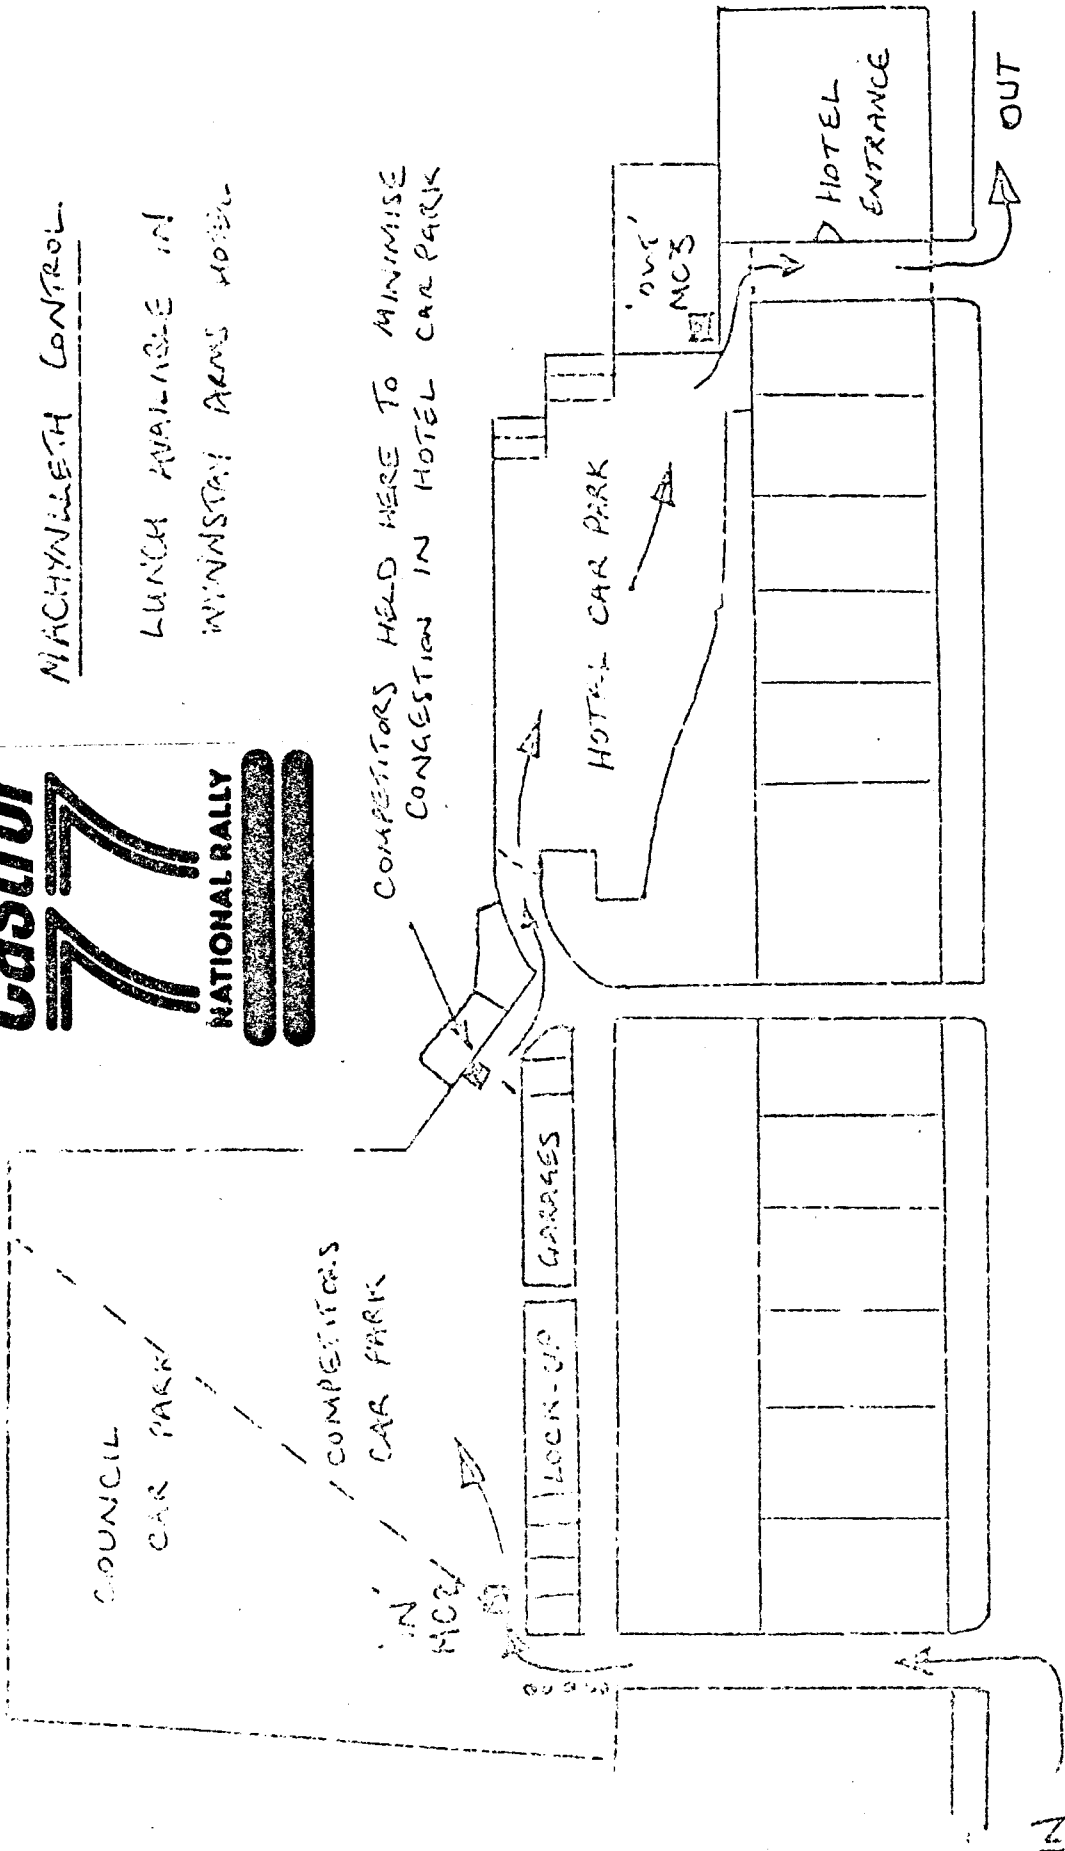 Castrol
77
NATIONAL RALLY
MACHYNLLETH CONTROL
LUNCH AVAILABLE IN
WYNNSTAY ARMS HOTEL
COMPETITORS HELD HERE TO MINIMISE
CONGESTION IN HOTEL CAR PARK
COUNCIL
CAR PARK
COMPETITORS
CAR PARK
'IN'
MC2
LOCK-UP
GARAGES
HOTEL CAR PARK
'OUT'
MC3
HOTEL
ENTRANCE
OUT